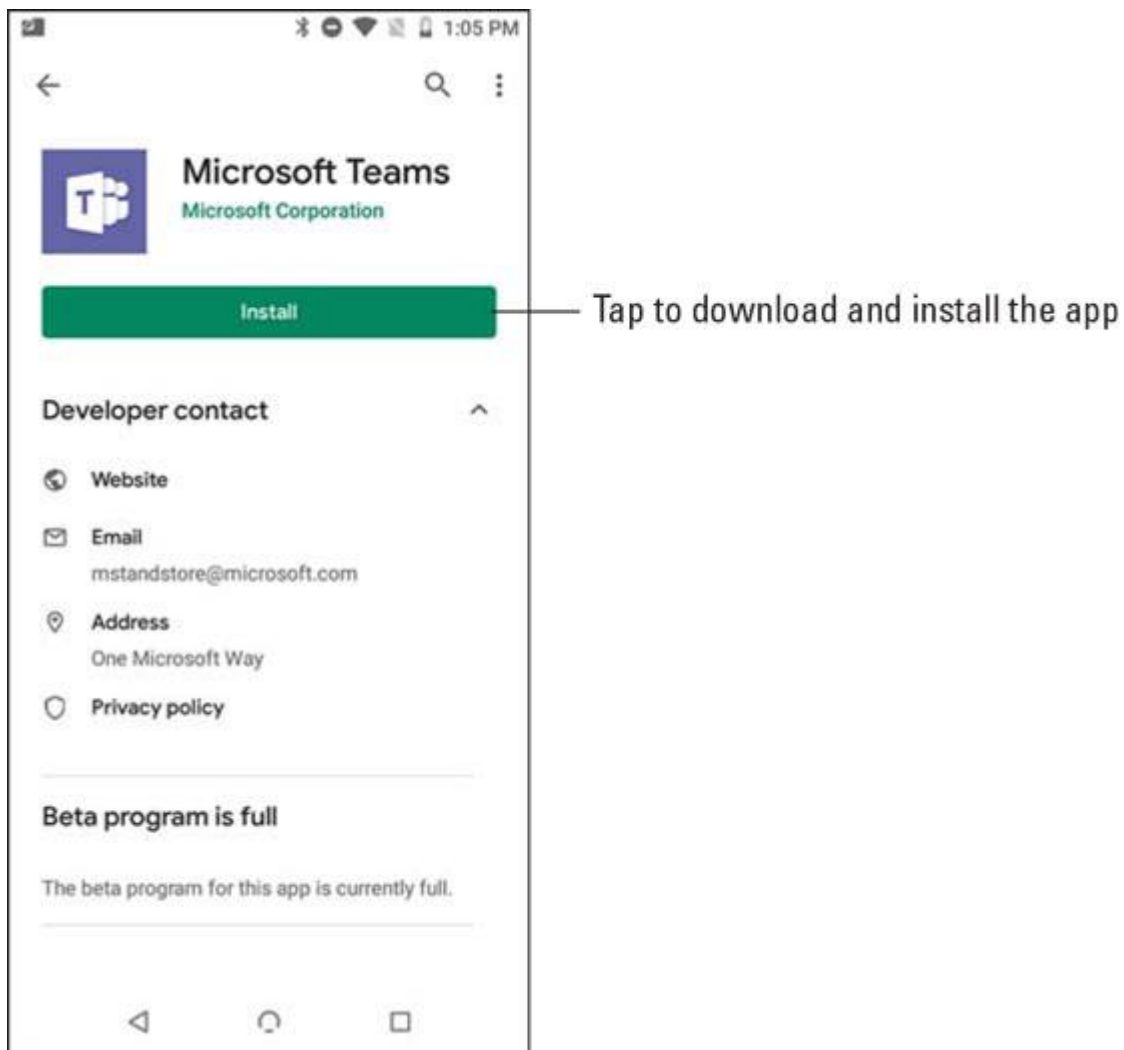 1:05 PM
T
Microsoft Teams
Microsoft Corporation
Install
Tap to download and install the app
Developer contact
Website
Email
mstandstore@microsoft.com
Address
One Microsoft Way
Privacy policy
Beta program is full
The beta program for this app is currently full.